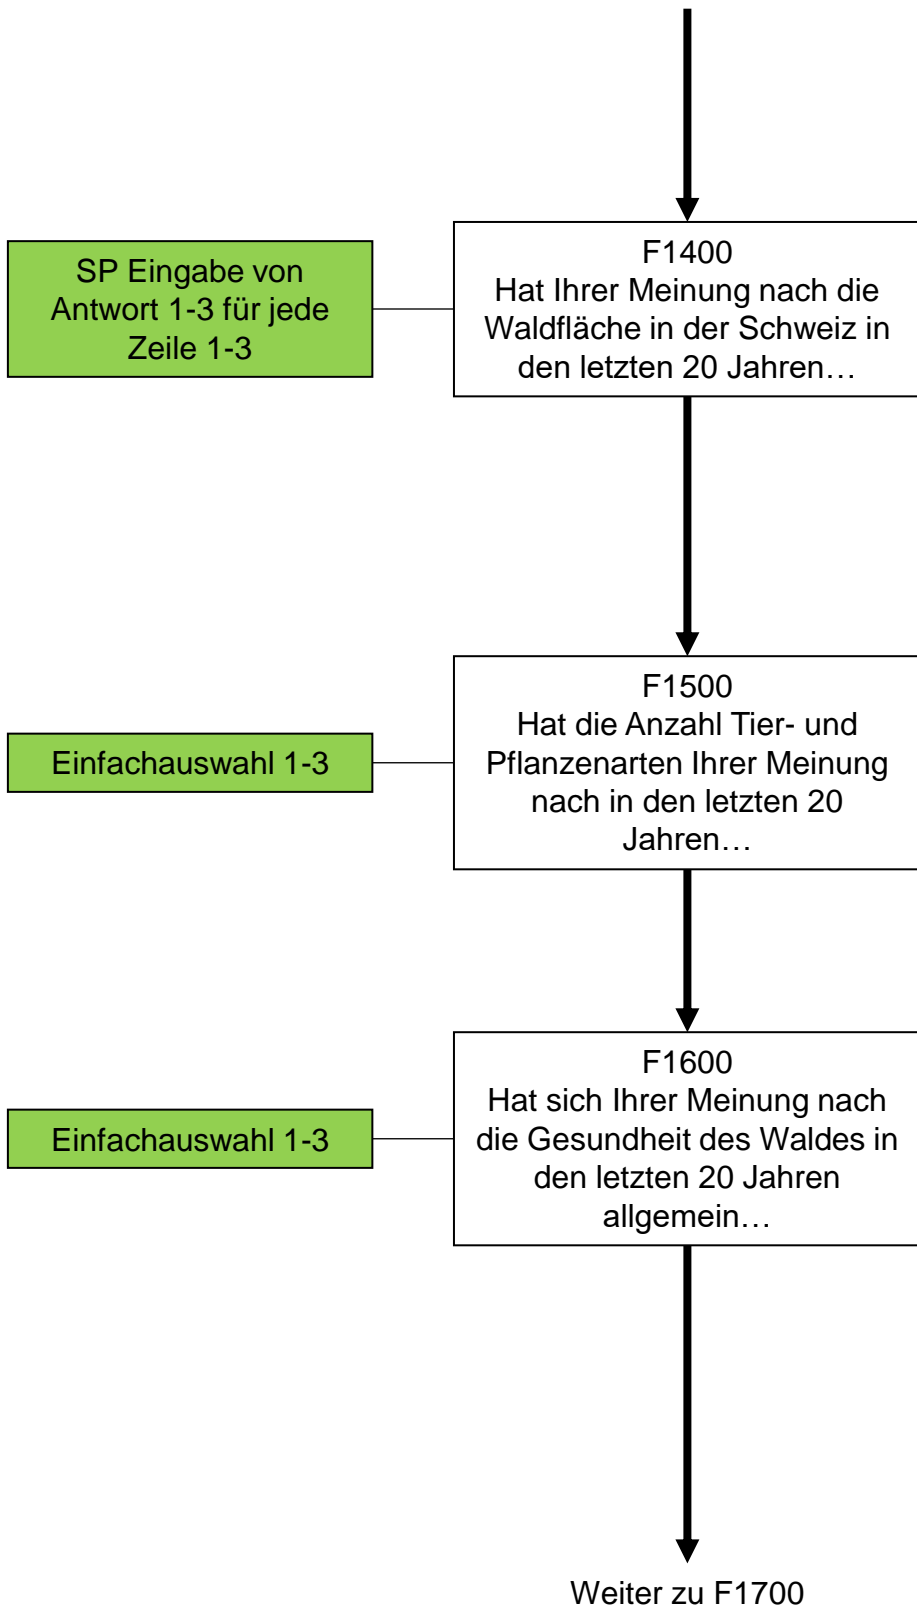 F1400
Hat Ihrer Meinung nach die
Waldfläche in der Schweiz in
den letzten 20 Jahren…
SP Eingabe von
Antwort 1-3 für jede
Zeile 1-3
F1500
Hat die Anzahl Tier- und
Pflanzenarten Ihrer Meinung
nach in den letzten 20
Jahren…
Einfachauswahl 1-3
F1600
Hat sich Ihrer Meinung nach
die Gesundheit des Waldes in
den letzten 20 Jahren
allgemein…
Einfachauswahl 1-3
Weiter zu F1700